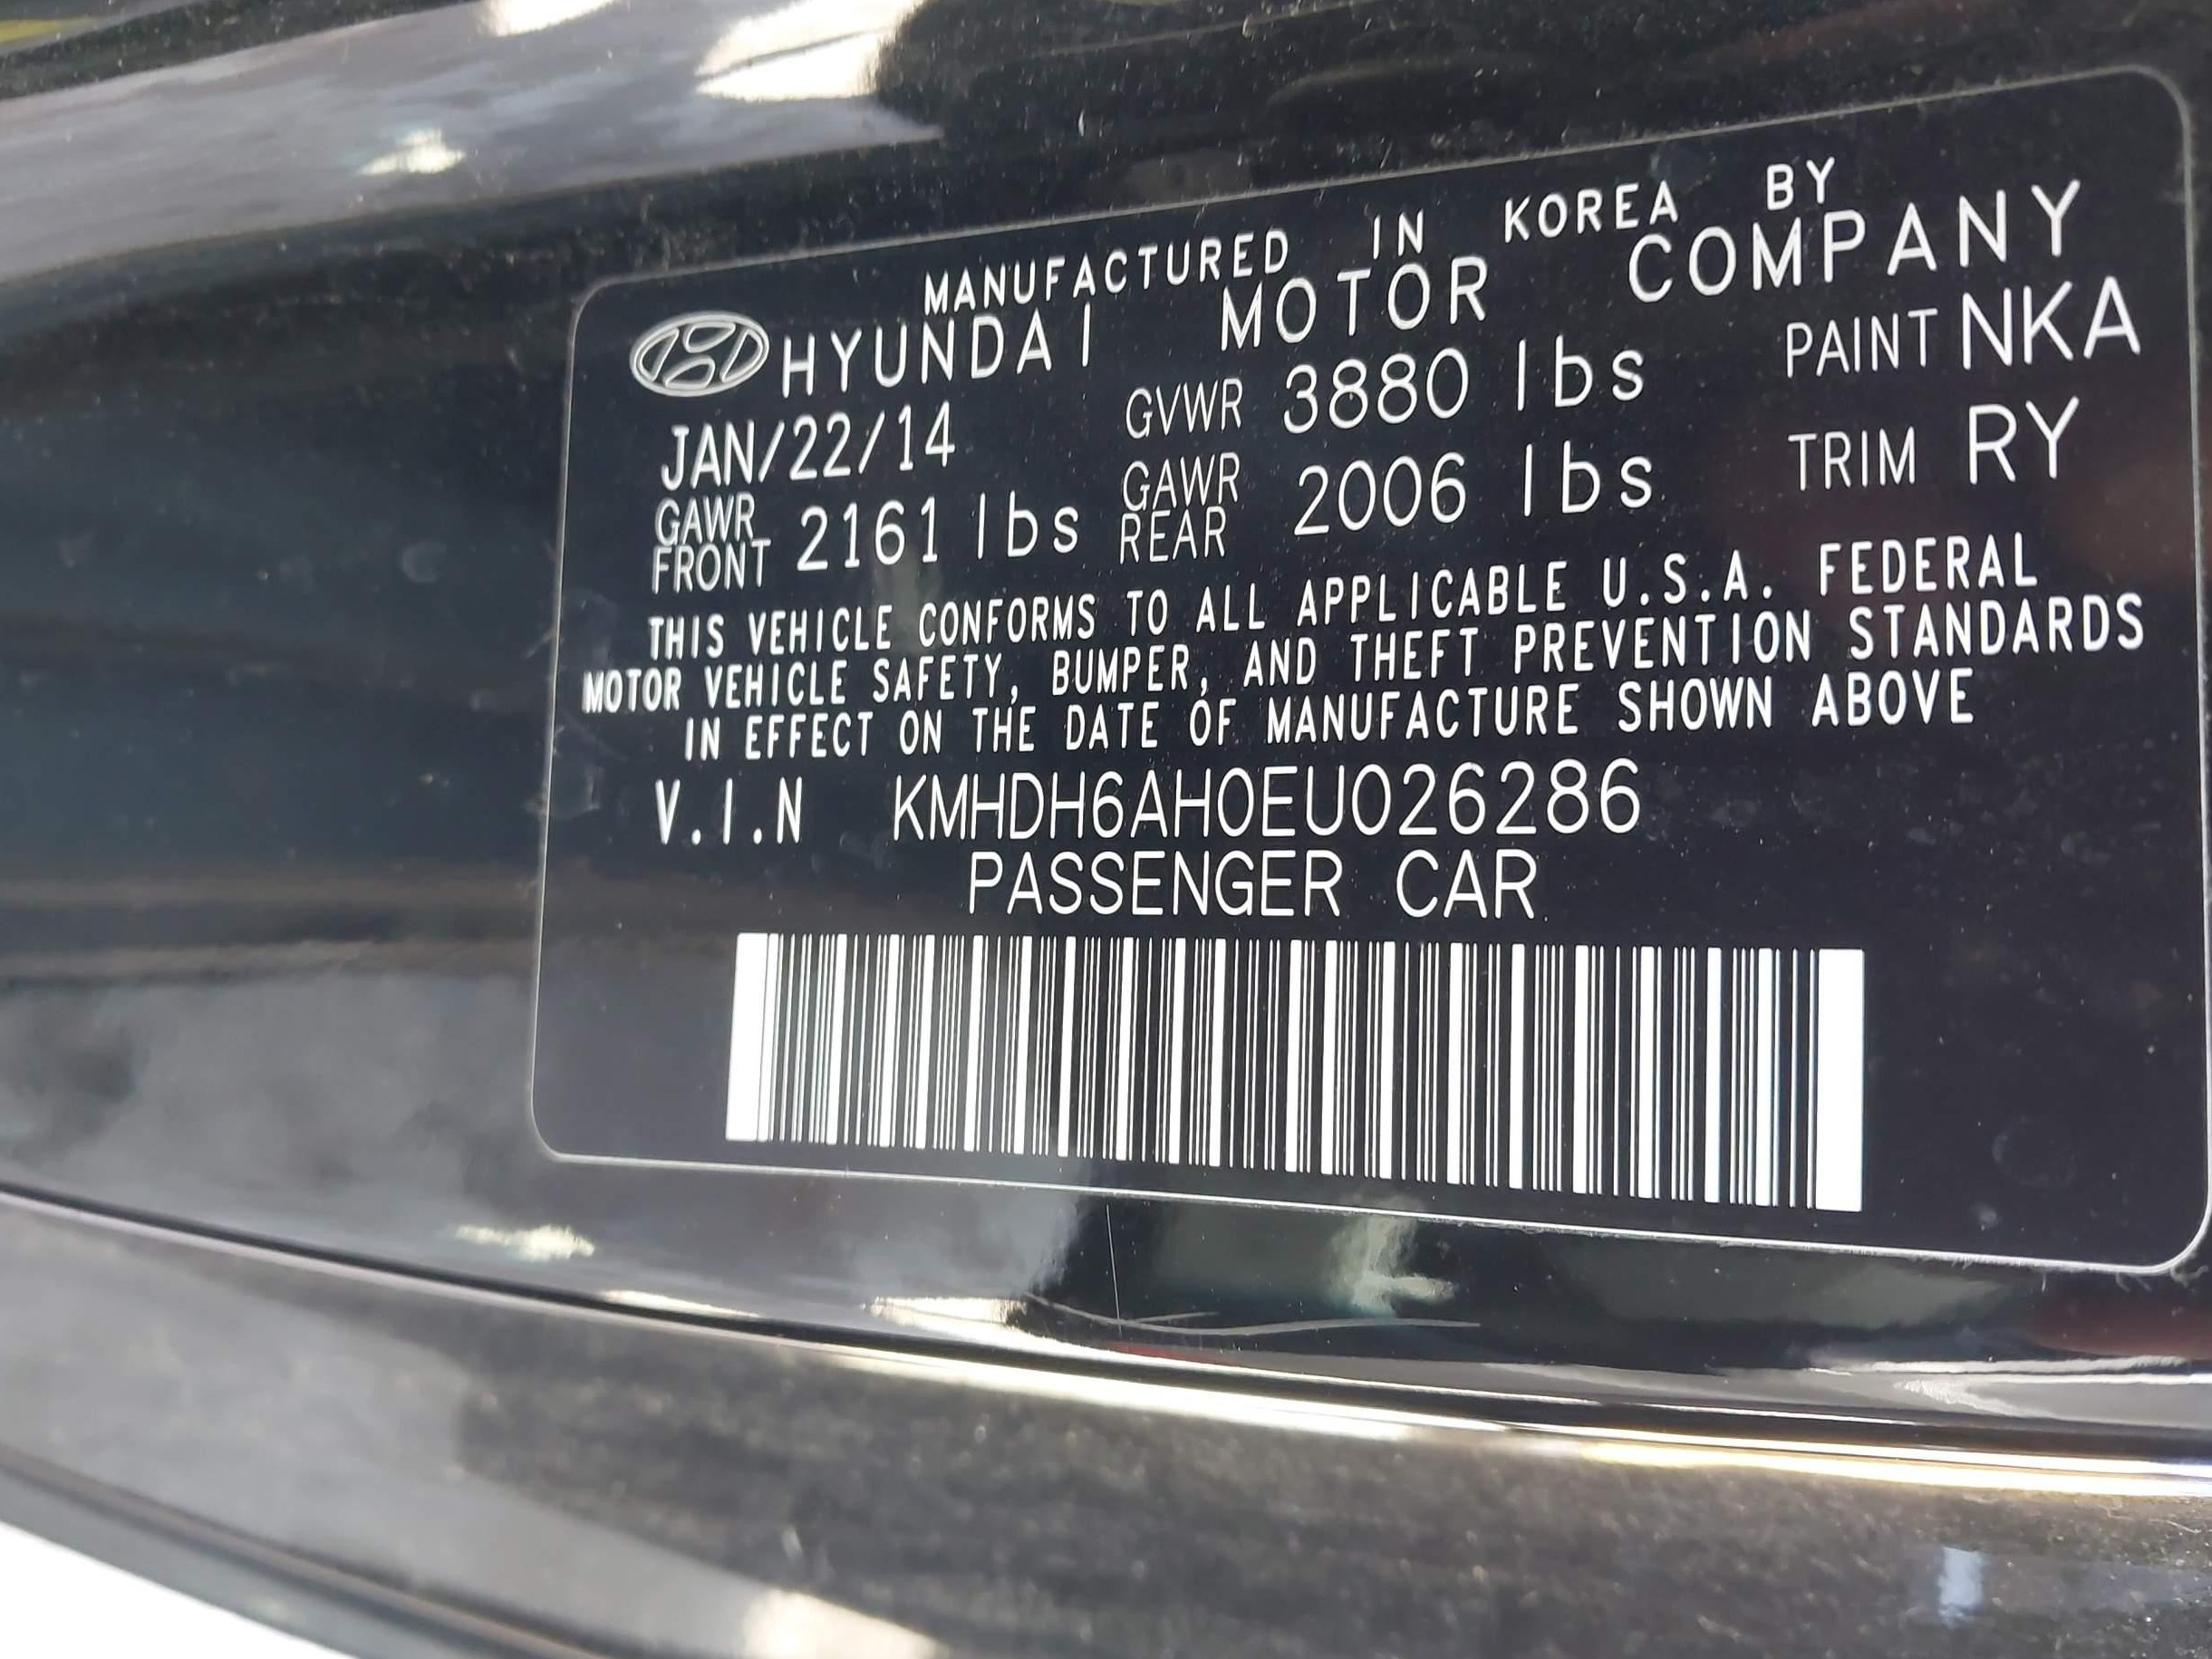 MANUFACTURED IN KOREA BY
HYUNDAI MOTOR COMPANY
JAN/22/14 GVWR 3880 lbs PAINT NKA
GAWR FRONT 2161 lbs GAWR REAR 2006 lbs TRIM RY
THIS VEHICLE CONFORMS TO ALL APPLICABLE U.S.A. FEDERAL
MOTOR VEHICLE SAFETY, BUMPER, AND THEFT PREVENTION STANDARDS
IN EFFECT ON THE DATE OF MANUFACTURE SHOWN ABOVE
V.I.N KMHDH6AH0EU026286
PASSENGER CAR